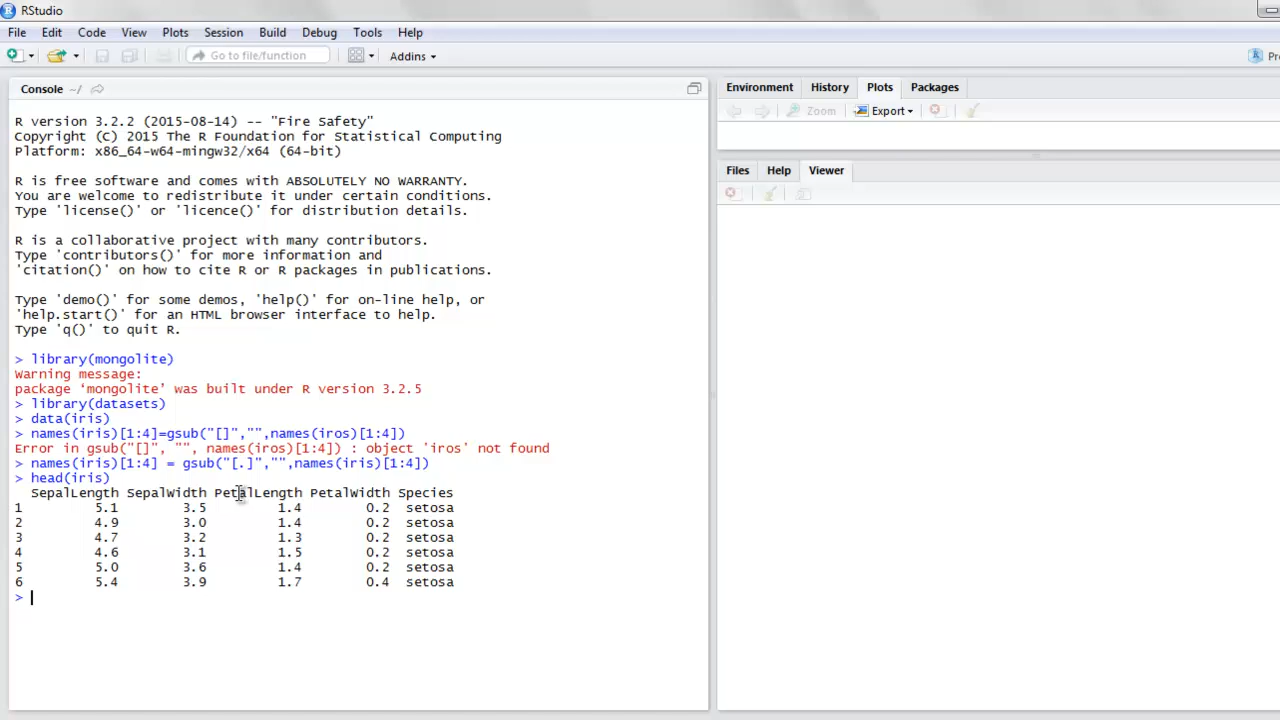 RStudio
File Edit Code View Plots Session Build Debug Tools Help
Go to file/function Addins
Console ~/
R version 3.2.2 (2015-08-14) -- "Fire Safety"
Copyright (C) 2015 The R Foundation for Statistical Computing
Platform: x86_64-w64-mingw32/x64 (64-bit)
R is free software and comes with ABSOLUTELY NO WARRANTY.
You are welcome to redistribute it under certain conditions.
Type 'license()' or 'licence()' for distribution details.
R is a collaborative project with many contributors.
Type 'contributors()' for more information and
'citation()' on how to cite R or R packages in publications.
Type 'demo()' for some demos, 'help()' for on-line help, or
'help.start()' for an HTML browser interface to help.
Type 'q()' to quit R.
> library(mongolite)
Warning message:
package ‘mongolite’ was built under R version 3.2.5
> library(datasets)
> data(iris)
> names(iris)[1:4]=gsub("[]","",names(iros)[1:4])
Error in gsub("[]", "", names(iros)[1:4]) : object 'iros' not found
> names(iris)[1:4] = gsub("[.]","",names(iris)[1:4])
> head(iris)
SepalLength SepalWidth PetalLength PetalWidth Species
1 5.1 3.5 1.4 0.2 setosa
2 4.9 3.0 1.4 0.2 setosa
3 4.7 3.2 1.3 0.2 setosa
4 4.6 3.1 1.5 0.2 setosa
5 5.0 3.6 1.4 0.2 setosa
6 5.4 3.9 1.7 0.4 setosa
>
Environment History Plots Packages
Zoom Export
Files Help Viewer